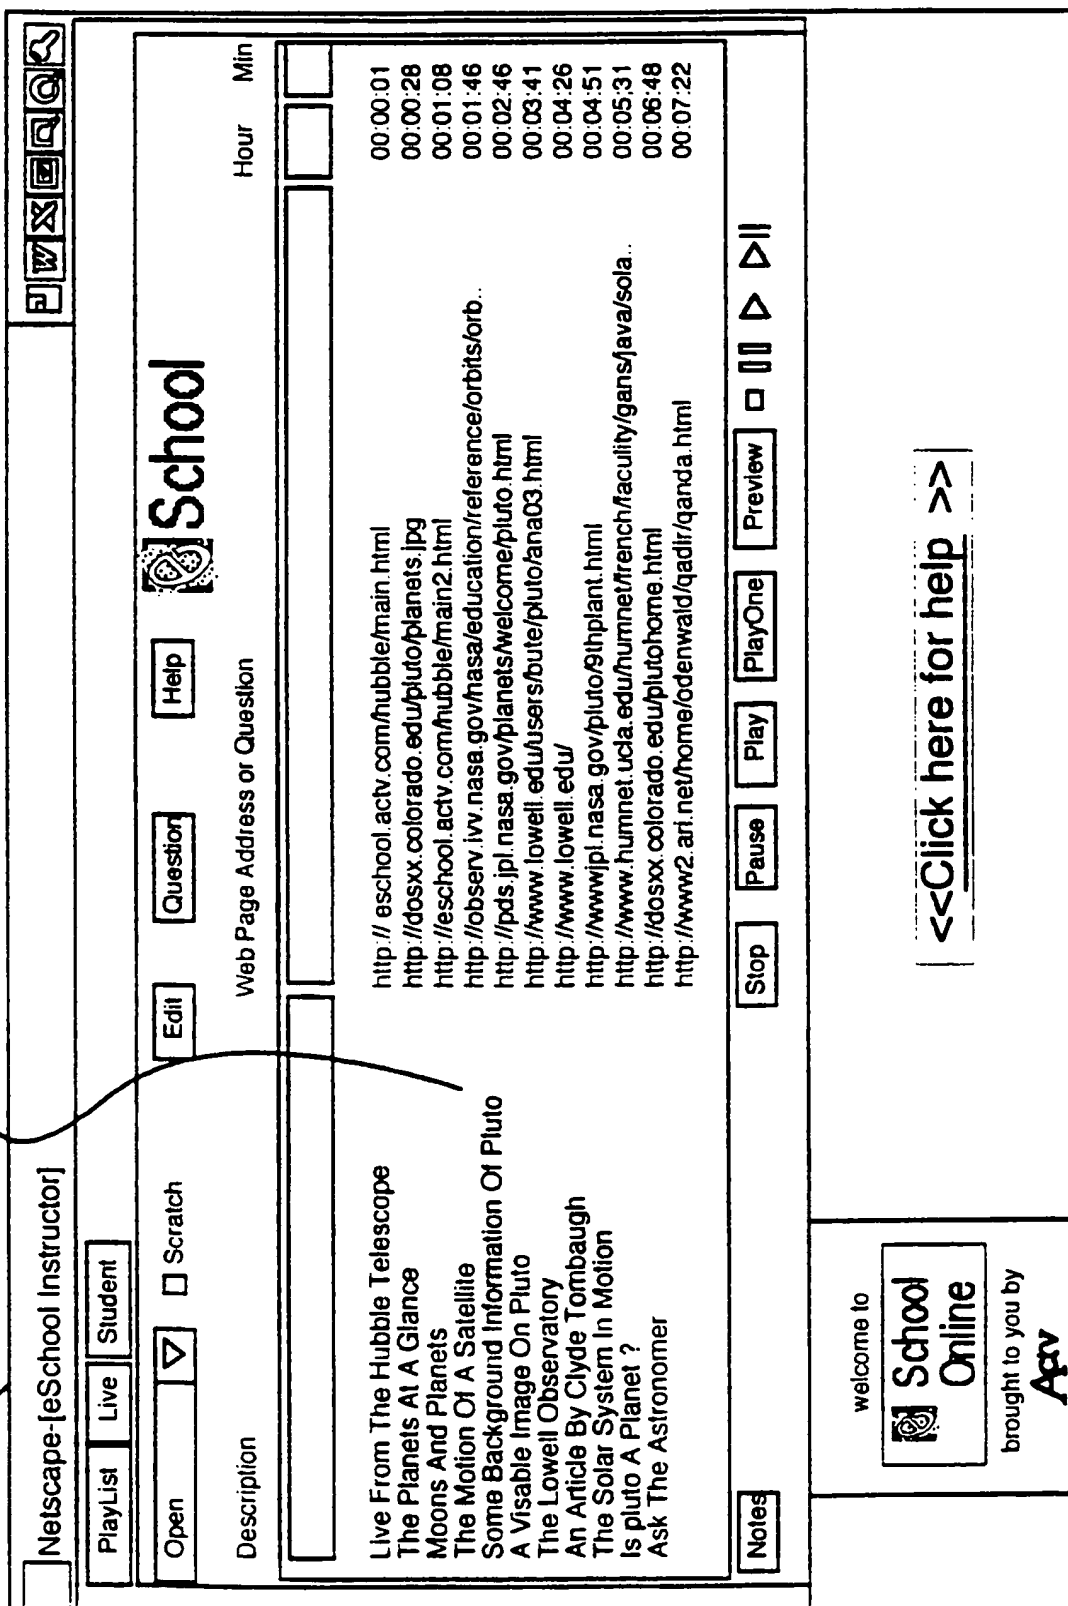 Netscape-[eSchool Instructor]
PlayList Live Student
Open Scratch Edit Question Help School
Description Web Page Address or Question Hour Min
Live From The Hubble Telescope http:// eschool.actv.com/hubble/main.html 00:00:01
The Planets At A Glance http://dosxx.colorado.edu/pluto/planets.jpg 00:00:28
Moons And Planets http://eschool.actv.com/hubble/main2.html 00:01:08
The Motion Of A Satellite http://observ.ivv.nasa.gov/nasa/education/reference/orbits/orb.. 00:01:46
Some Background Information Of Pluto http://pds.jpl.nasa.gov/planets/welcome/pluto.html 00:02:46
A Visable Image On Pluto http://www.lowell.edu/users/bute/pluto/ana03.html 00:03:41
The Lowell Observatory http://www.lowell.edu/ 00:04:26
An Article By Clyde Tombaugh http://wwwjpl.nasa.gov/pluto/9thplant.html 00:04:51
The Solar System In Motion http://www.humnet.ucla.edu/humnet/french/faculity/gans/java/sola.. 00:05:31
Is pluto A Planet ? http://dosxx.colorado.edu/plutohome.html 00:06:48
Ask The Astronomer http://www2.ari.net/home/odenwald/qadir/qanda.html 00:07:22
Notes Stop Pause Play PlayOne Preview
welcome to
School
Online
brought to you by
Actv
<<Click here for help >>